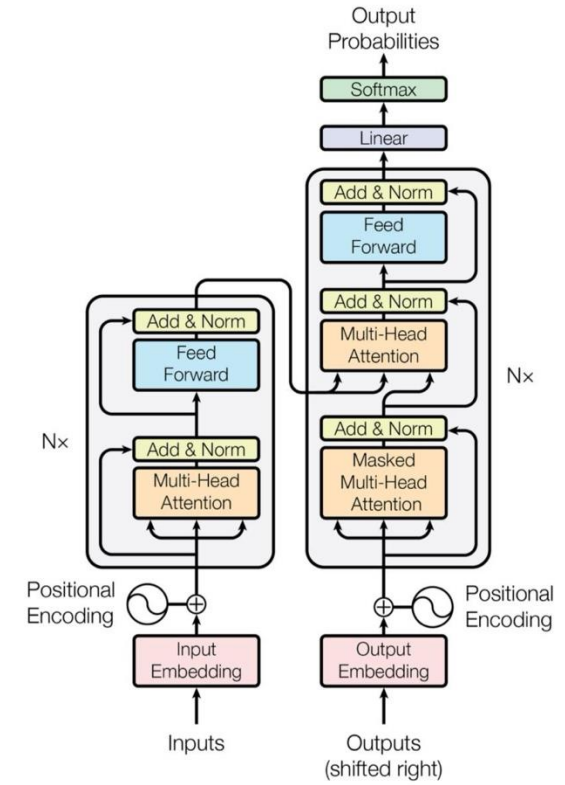 Output
Probabilities
Softmax
Linear
Add & Norm
Feed
Forward
Add & Norm
Multi-Head
Attention
Add & Norm
Masked
Multi-Head
Attention
N×
Add & Norm
Feed
Forward
Add & Norm
Multi-Head
Attention
N×
Positional
Encoding
Positional
Encoding
Input
Embedding
Output
Embedding
Inputs
Outputs
(shifted right)